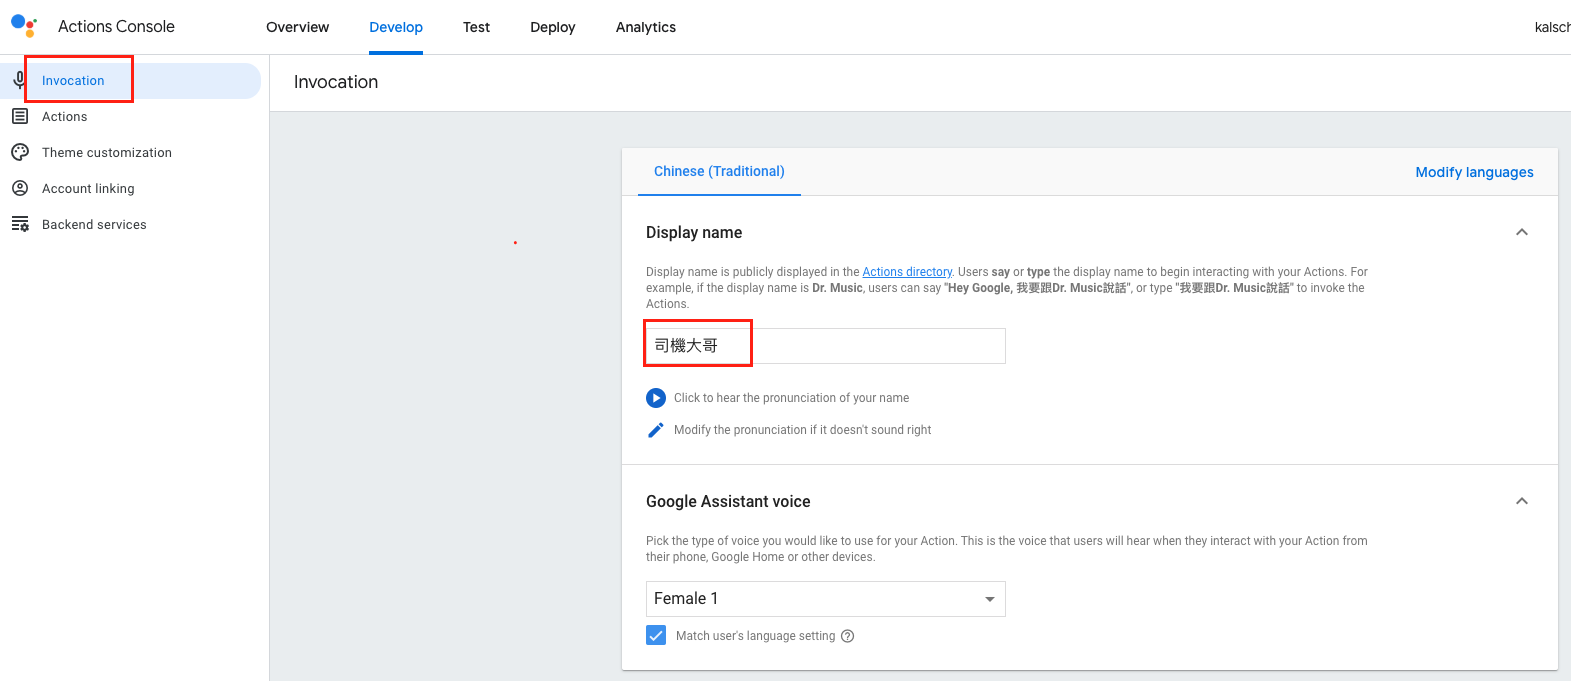 Actions Console
Overview
Develop
Test
Deploy
Analytics
kalsch
Invocation
Actions
Theme customization
Account linking
Backend services
Invocation
Chinese (Traditional)
Modify languages
Display name
Display name is publicly displayed in the Actions directory. Users say or type the display name to begin interacting with your Actions. For
example, if the display name is Dr. Music, users can say "Hey Google, 我要跟Dr. Music說話", or type "我要跟Dr. Music說話" to invoke the
Actions.
司機大哥
Click to hear the pronunciation of your name
Modify the pronunciation if it doesn't sound right
Google Assistant voice
Pick the type of voice you would like to use for your Action. This is the voice that users will hear when they interact with your Action from
their phone, Google Home or other devices.
Female 1
Match user's language setting